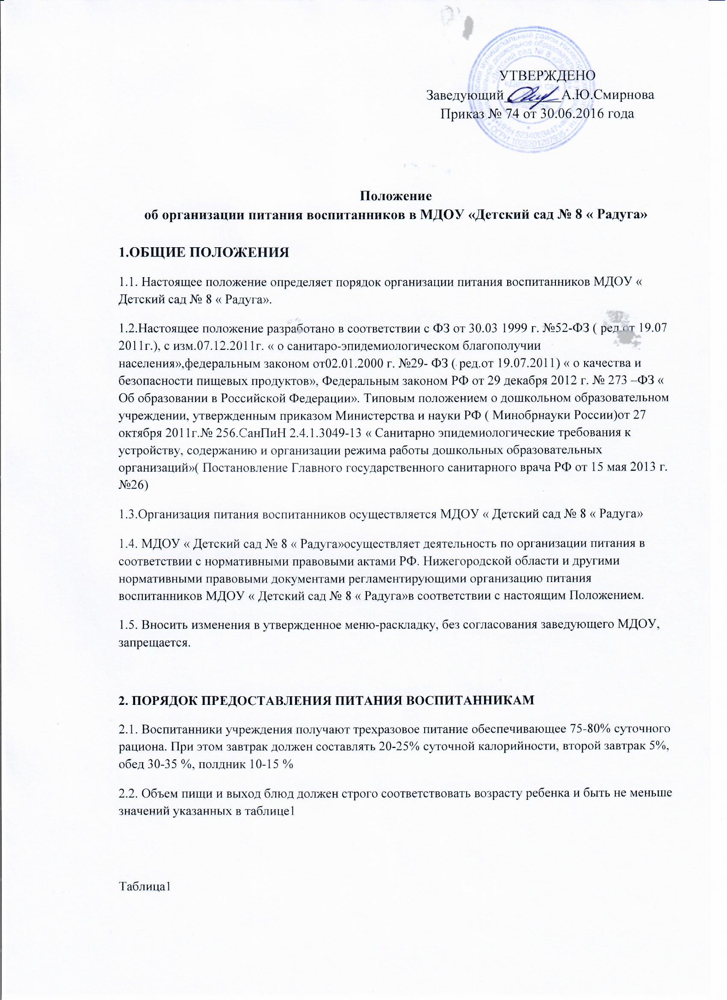 УТВЕРЖДЕНО
Заведующий________А.Ю.Смирнова
Приказ № 74 от 30.06.2016 года
«Детский сад № 8 «Радуга»
ИНН 5234003447
ОГРН 1025201287935
Положение
об организации питания воспитанников в МДОУ «Детский сад № 8 « Радуга»
1.ОБЩИЕ ПОЛОЖЕНИЯ
1.1. Настоящее положение определяет порядок организации питания воспитанников МДОУ «
Детский сад № 8 « Радуга».
1.2.Настоящее положение разработано в соответствии с ФЗ от 30.03 1999 г. №52-ФЗ ( ред.от 19.07
2011г.), с изм.07.12.2011г. « о санитаро-эпидемиологическом благополучии
населения»,федеральным законом от02.01.2000 г. №29- ФЗ ( ред.от 19.07.2011) « о качества и
безопасности пищевых продуктов», Федеральным законом РФ от 29 декабря 2012 г. № 273 –ФЗ «
Об образовании в Российской Федерации». Типовым положением о дошкольном образовательном
учреждении, утвержденным приказом Министерства и науки РФ ( Минобрнауки России)от 27
октября 2011г.№ 256.СанПиН 2.4.1.3049-13 « Санитарно эпидемиологические требования к
устройству, содержанию и организации режима работы дошкольных образовательных
организаций»( Постановление Главного государственного санитарного врача РФ от 15 мая 2013 г.
№26)
1.3.Организация питания воспитанников осуществляется МДОУ « Детский сад № 8 « Радуга»
1.4. МДОУ « Детский сад № 8 « Радуга»осуществляет деятельность по организации питания в
соответствии с нормативными правовыми актами РФ. Нижегородской области и другими
нормативными правовыми документами регламентирующими организацию питания
воспитанников МДОУ « Детский сад № 8 « Радуга»в соответствии с настоящим Положением.
1.5. Вносить изменения в утвержденное меню-раскладку, без согласования заведующего МДОУ,
запрещается.
2. ПОРЯДОК ПРЕДОСТАВЛЕНИЯ ПИТАНИЯ ВОСПИТАННИКАМ
2.1. Воспитанники учреждения получают трехразовое питание обеспечивающее 75-80% суточного
рациона. При этом завтрак должен составлять 20-25% суточной калорийности, второй завтрак 5%,
обед 30-35 %, полдник 10-15 %
2.2. Объем пищи и выход блюд должен строго соответствовать возрасту ребенка и быть не меньше
значений указанных в таблице1
Таблица1